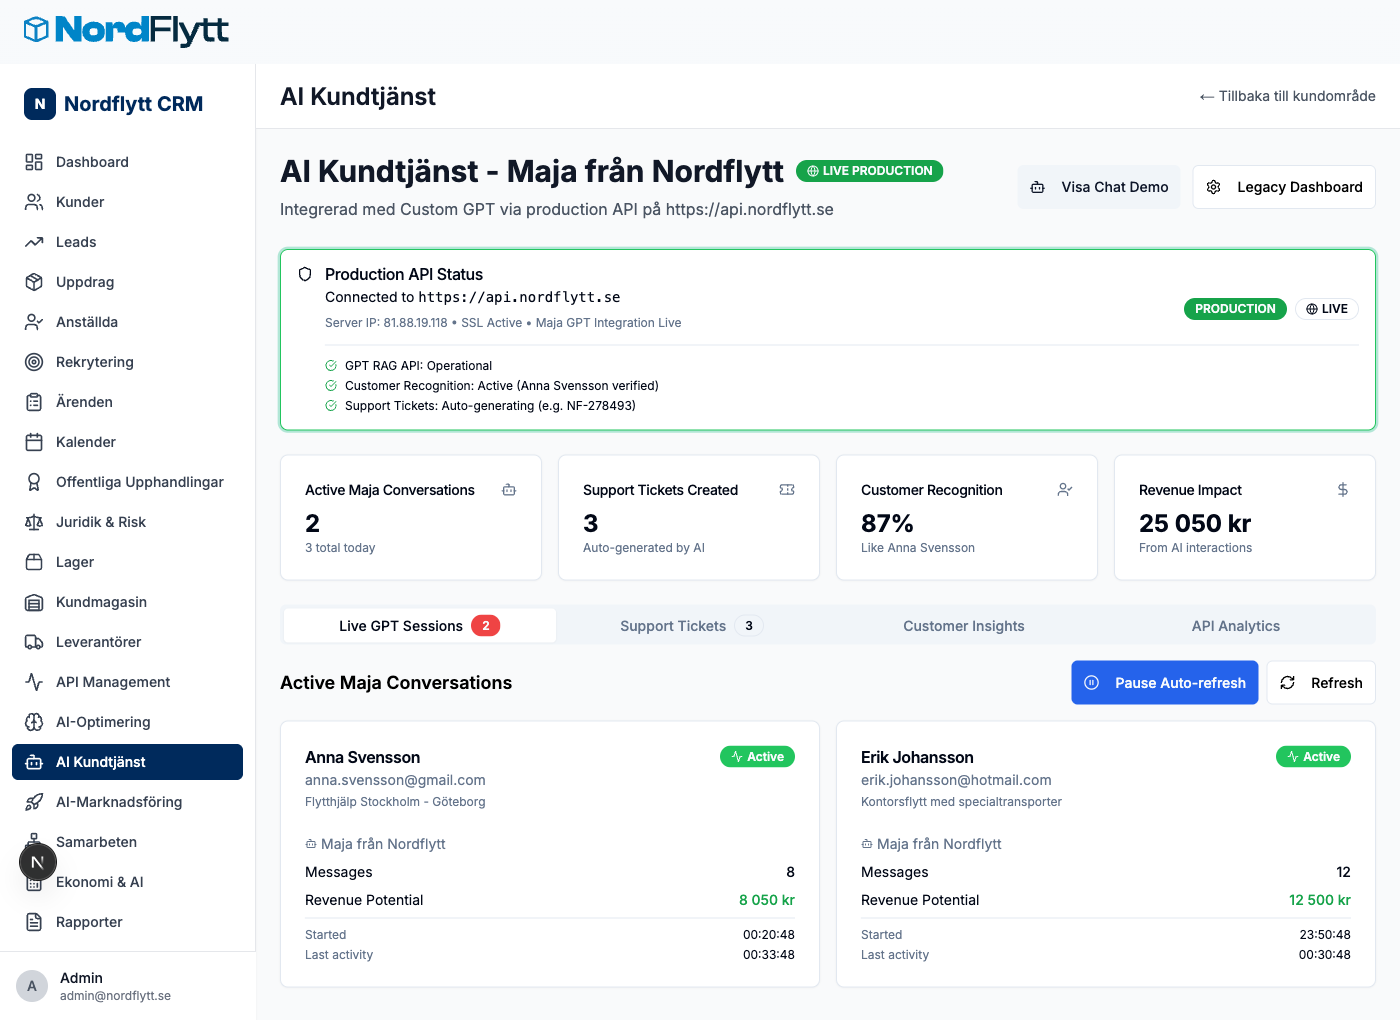 NordFlytt
N Nordflytt CRM
Dashboard
Kunder
Leads
Uppdrag
Anställda
Rekrytering
Ärenden
Kalender
Offentliga Upphandlingar
Juridik & Risk
Lager
Kundmagasin
Leverantörer
API Management
AI-Optimering
AI Kundtjänst
AI-Marknadsföring
Samarbeten
N
Ekonomi & AI
Rapporter
A
Admin
admin@nordflytt.se
AI Kundtjänst
← Tillbaka till kundområde
AI Kundtjänst - Maja från Nordflytt
LIVE PRODUCTION
Integrerad med Custom GPT via production API på https://api.nordflytt.se
Visa Chat Demo
Legacy Dashboard
Production API Status
Connected to https://api.nordflytt.se
Server IP: 81.88.19.118 • SSL Active • Maja GPT Integration Live
PRODUCTION
LIVE
GPT RAG API: Operational
Customer Recognition: Active (Anna Svensson verified)
Support Tickets: Auto-generating (e.g. NF-278493)
Active Maja Conversations
2
3 total today
Support Tickets Created
3
Auto-generated by AI
Customer Recognition
87%
Like Anna Svensson
Revenue Impact
25 050 kr
From AI interactions
Live GPT Sessions 2
Support Tickets 3
Customer Insights
API Analytics
Active Maja Conversations
Pause Auto-refresh
Refresh
Anna Svensson
Active
anna.svensson@gmail.com
Flytthjälp Stockholm - Göteborg
Maja från Nordflytt
Messages 8
Revenue Potential 8 050 kr
Started 00:20:48
Last activity 00:33:48
Erik Johansson
Active
erik.johansson@hotmail.com
Kontorsflytt med specialtransporter
Maja från Nordflytt
Messages 12
Revenue Potential 12 500 kr
Started 23:50:48
Last activity 00:30:48